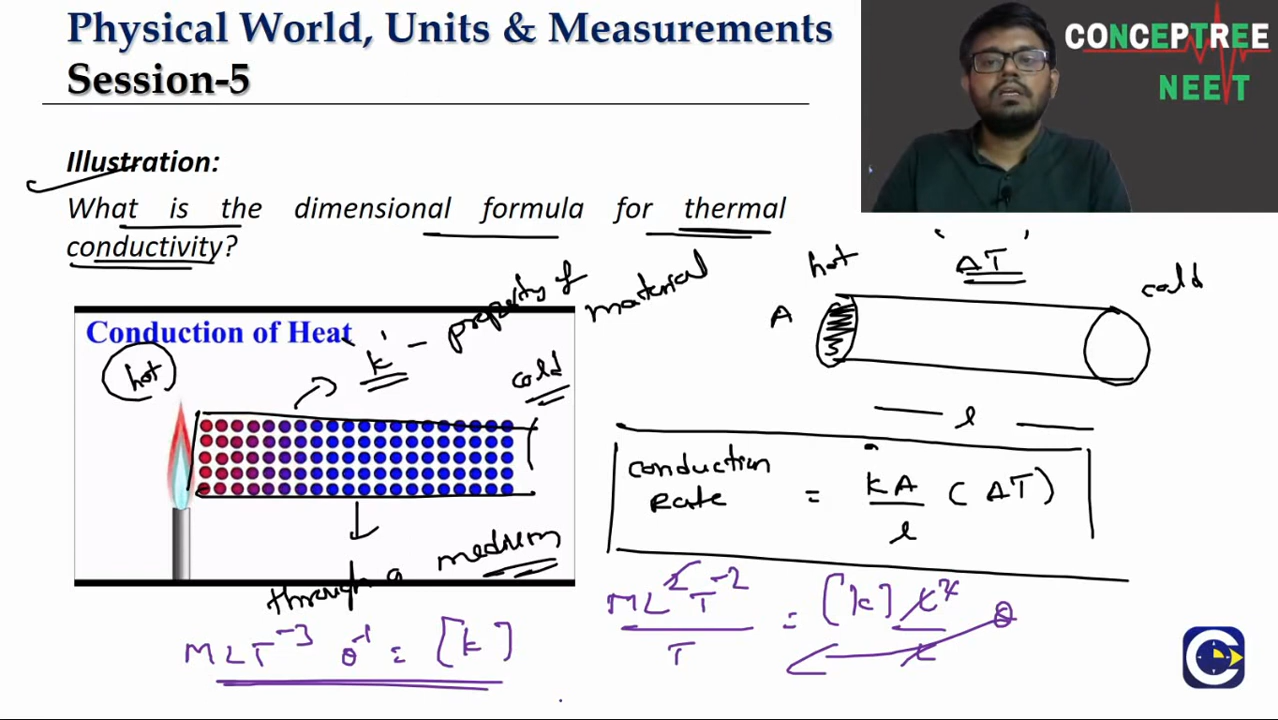 Physical World, Units & Measurements
Session-5
CONCEPTREE
NEET
Illustration:
What is the dimensional formula for thermal
conductivity?
Conduction of Heat
hot
'k' - property of
material
cold
through a
medium
hot
'ΔT'
cold
A
l
conduction
Rate
= kA/l (ΔT)
ML²T⁻²/T = [k] L²/L θ
MLT⁻³ θ⁻¹ = [k]